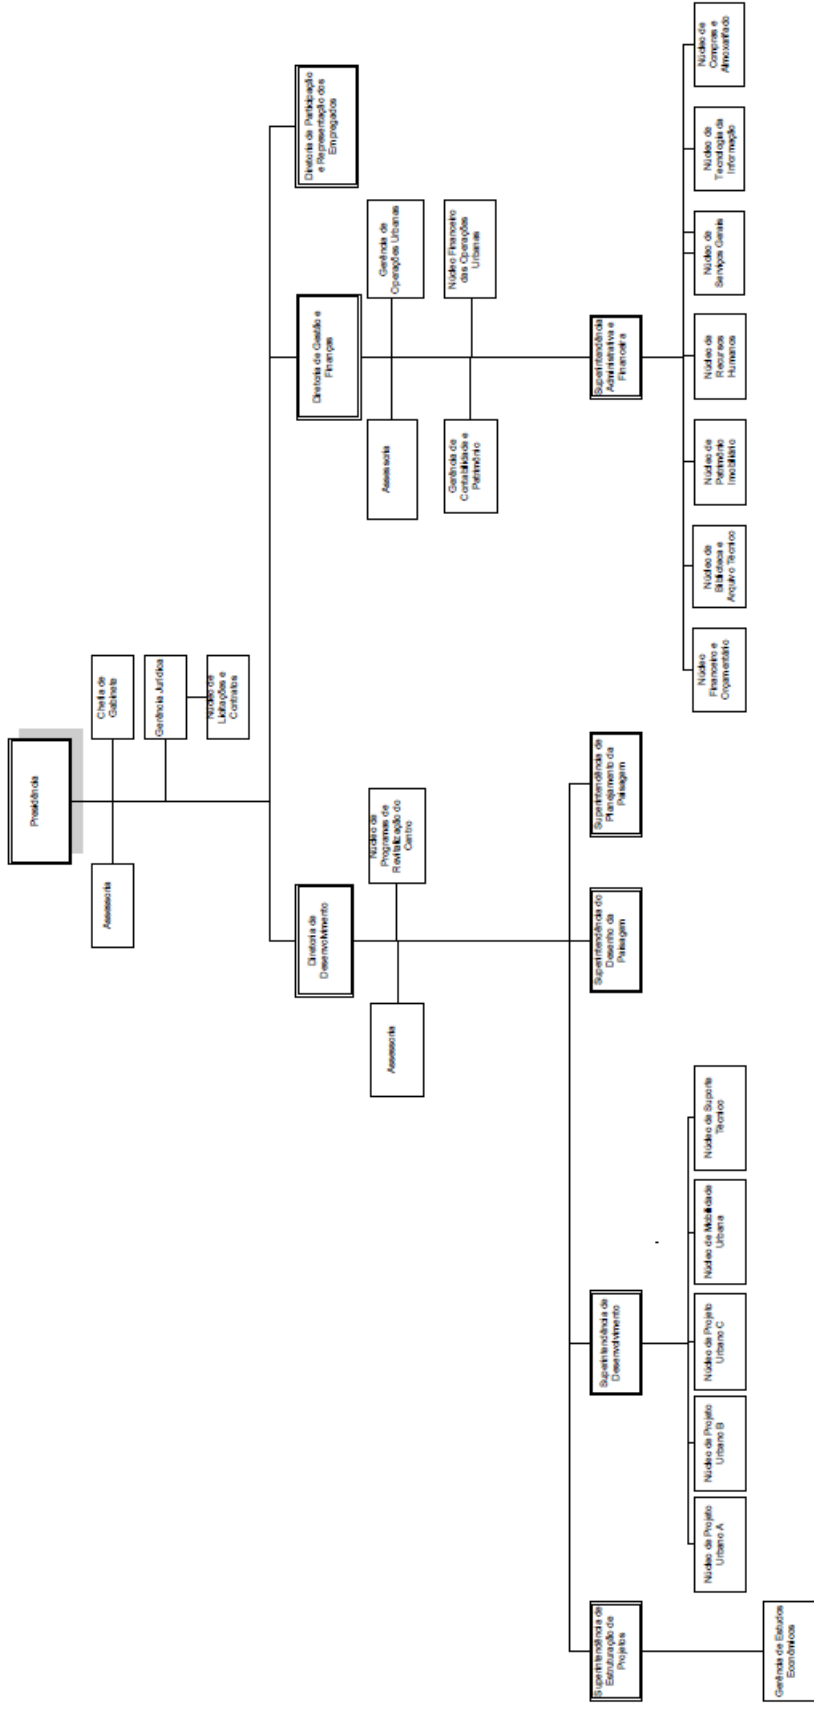 Presidência
Assessoria
Chefia de
Gabinete
Gerência Jurídica
Núcleo de
Licitações e
Contratos
Diretoria de
Desenvolvimento
Diretoria de Gestão e
Finanças
Diretoria de Participação
e Representação dos
Empregados
Assessoria
Núcleo de
Programas de
Revitalização do
Centro
Assessoria
Gerência de
Operações Urbanas
Gerência de
Contabilidade e
Patrimônio
Núcleo Financeiro
das Operações
Urbanas
Superintendência de
Estruturação de
Projetos
Superintendência de
Desenvolvimento
Superintendência do
Desenho da
Paisagem
Superintendência de
Planejamento da
Paisagem
Superintendência
Administrativa e
Financeira
Núcleo de Projeto
Urbano A
Núcleo de Projeto
Urbano B
Núcleo de Projeto
Urbano C
Núcleo de Mobilidade
Urbana
Núcleo de Suporte
Técnico
Núcleo
Financeiro e
Orçamentário
Núcleo de
Biblioteca e
Arquivo Técnico
Núcleo de
Patrimônio
Imobiliário
Núcleo de
Recursos
Humanos
Núcleo de
Serviços Gerais
Núcleo de
Tecnologia da
Informação
Núcleo de
Compras e
Almoxarifado
Gerência de Estudos
Econômicos